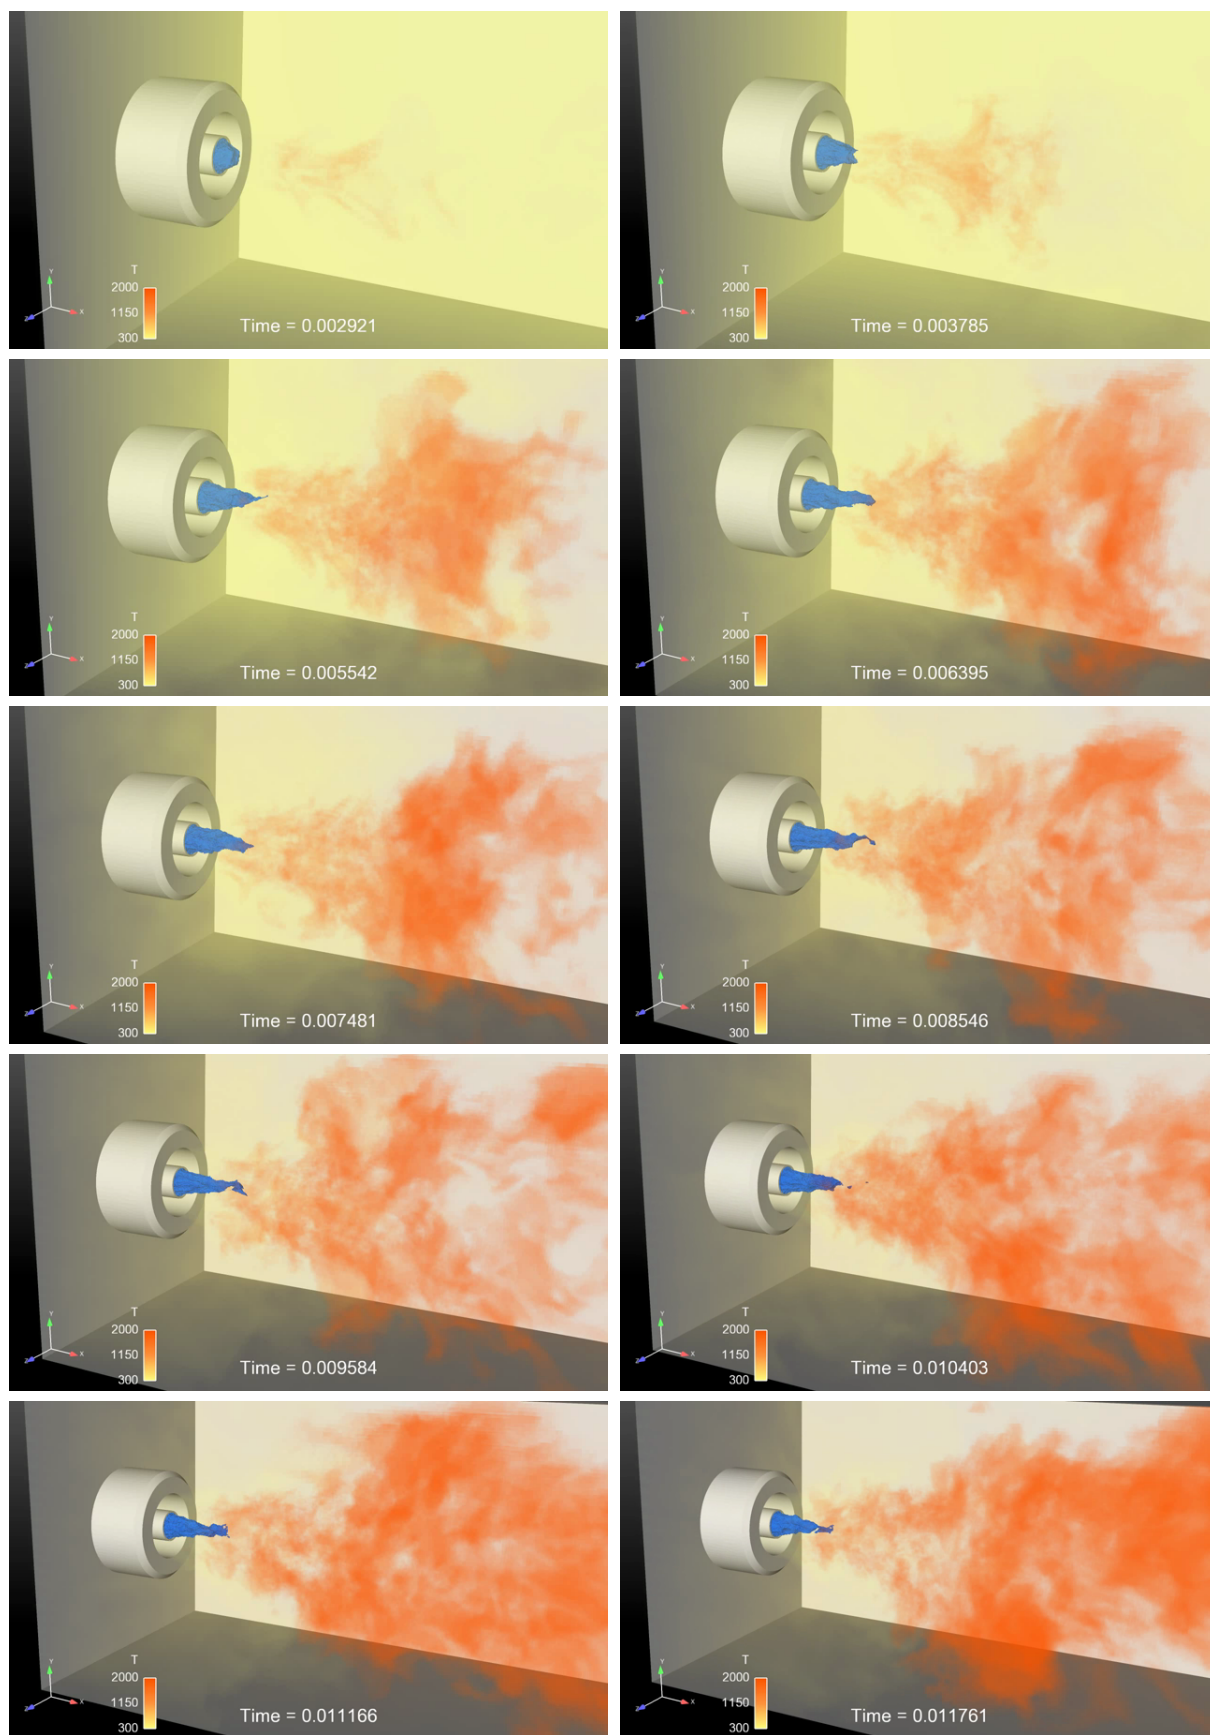 T
2000
1150
300
Y
X
Z
Time = 0.002921
T
2000
1150
300
Y
X
Z
Time = 0.003785
T
2000
1150
300
Y
X
Z
Time = 0.005542
T
2000
1150
300
Y
X
Z
Time = 0.006395
T
2000
1150
300
Y
X
Z
Time = 0.007481
T
2000
1150
300
Y
X
Z
Time = 0.008546
T
2000
1150
300
Y
X
Z
Time = 0.009584
T
2000
1150
300
Y
X
Z
Time = 0.010403
T
2000
1150
300
Y
X
Z
Time = 0.011166
T
2000
1150
300
Y
X
Z
Time = 0.011761